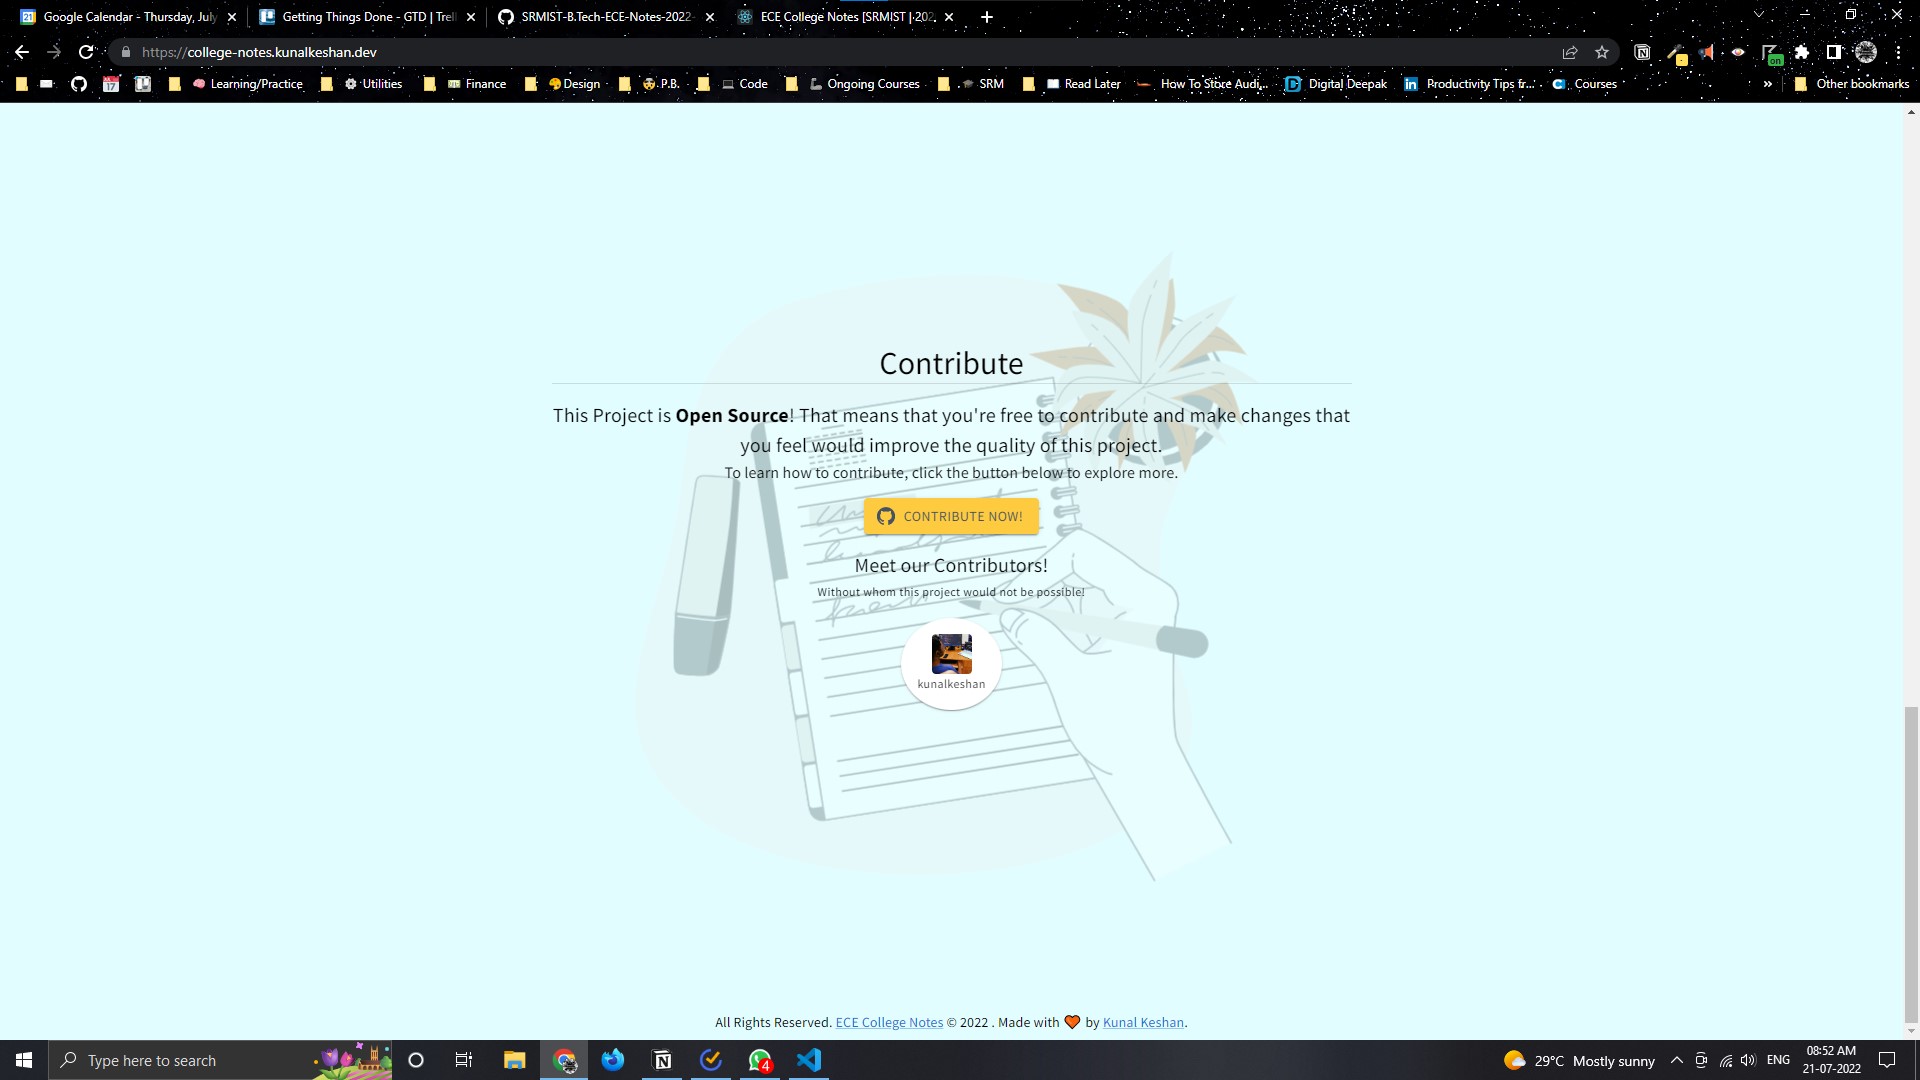 Google Calendar - Thursday, July
Getting Things Done - GTD | Trell
SRMIST-B.Tech-ECE-Notes-2022-
ECE College Notes [SRMIST | 202
https://college-notes.kunalkeshan.dev
on
17
Learning/Practice
Utilities
Finance
Design
P.B.
Code
Ongoing Courses
SRM
Read Later
How To Store Audi...
Digital Deepak
Productivity Tips fr...
Courses
»
Other bookmarks
Contribute
This Project is Open Source! That means that you're free to contribute and make changes that
you feel would improve the quality of this project.
To learn how to contribute, click the button below to explore more.
CONTRIBUTE NOW!
Meet our Contributors!
Without whom this project would not be possible!
kunalkeshan
All Rights Reserved. ECE College Notes © 2022 . Made with 🧡 by Kunal Keshan.
Type here to search
4
29°C Mostly sunny
ENG
08:52 AM
21-07-2022